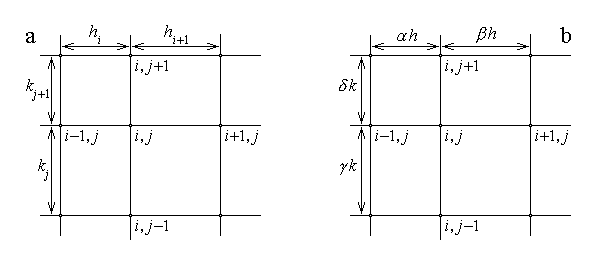 a
h_i
h_{i+1}
αh
βh
b
i, j+1
i, j+1
k_{j+1}
δk
i−1, j
i, j
i+1, j
i−1, j
i, j
i+1, j
k_j
γk
i, j−1
i, j−1